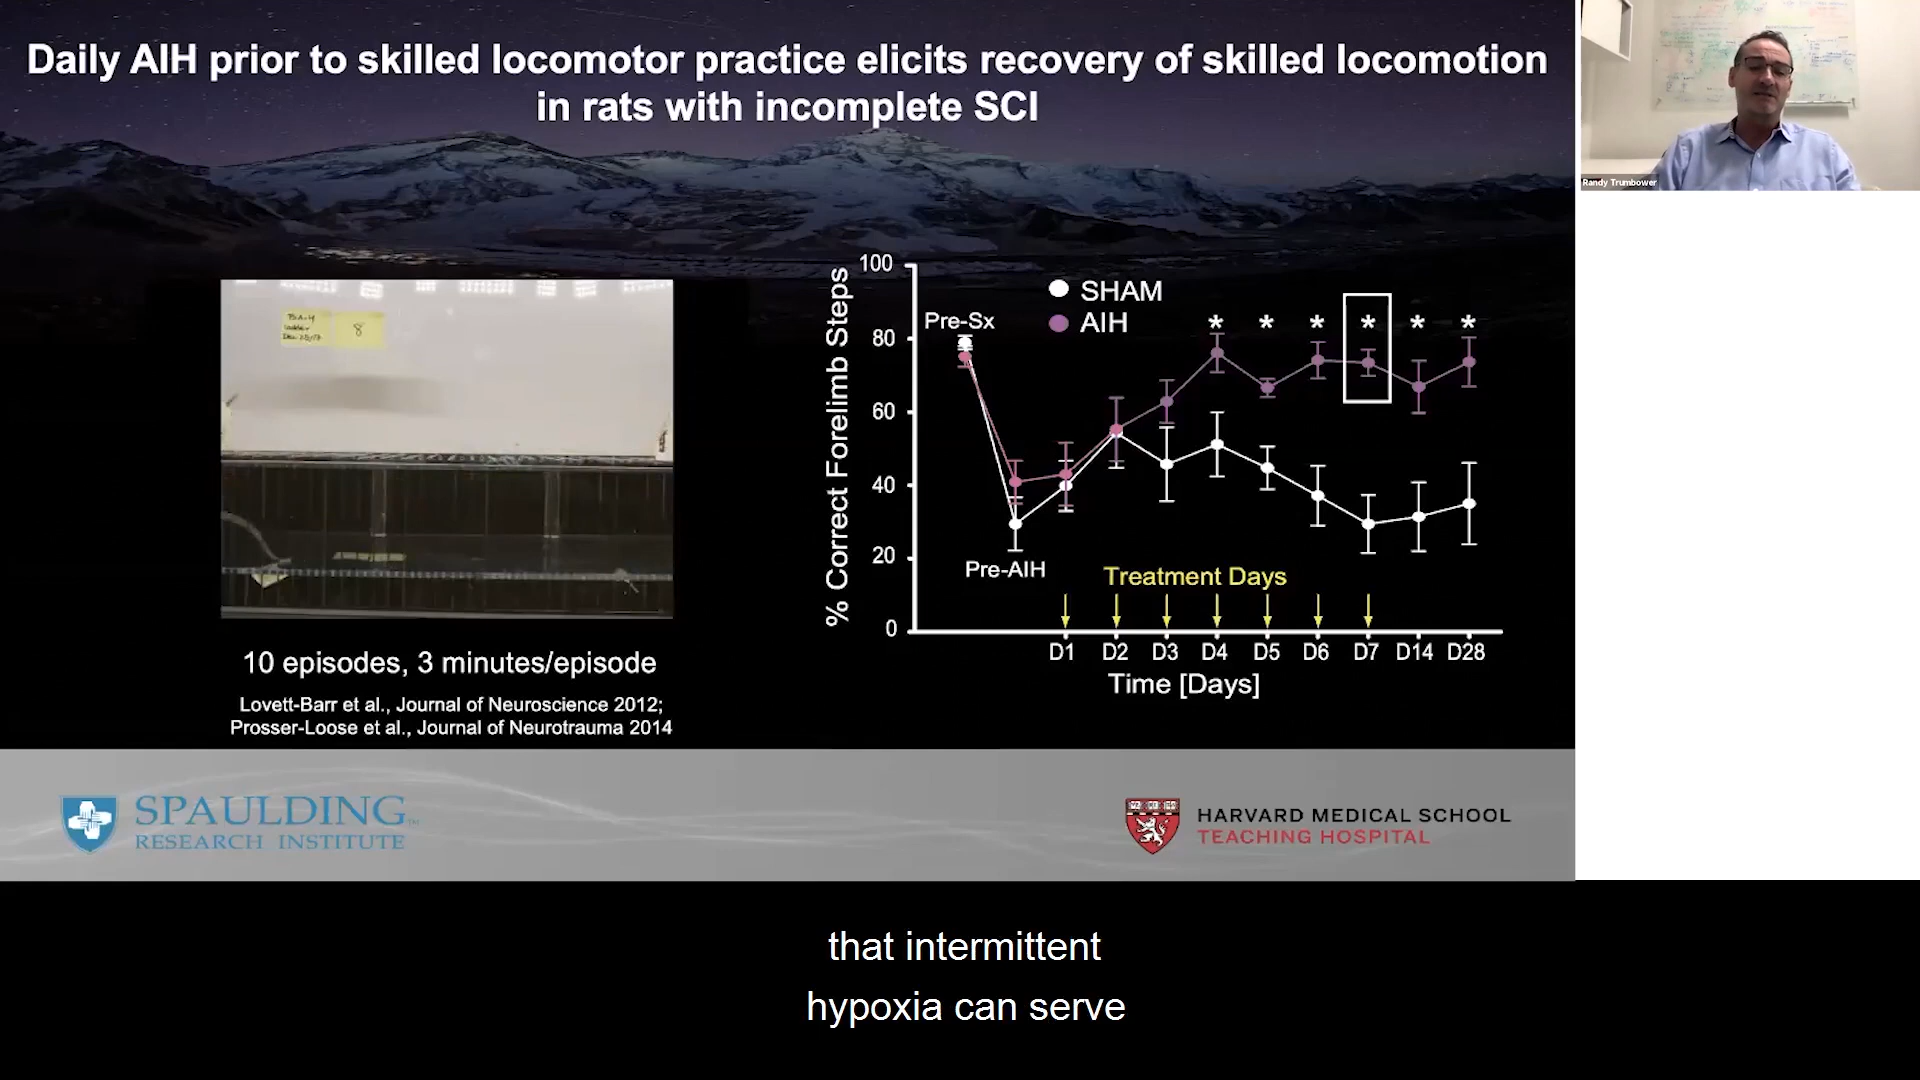 Daily AIH prior to skilled locomotor practice elicits recovery of skilled locomotion
in rats with incomplete SCI
Randy Trumbower
8
10 episodes, 3 minutes/episode
Lovett-Barr et al., Journal of Neuroscience 2012;
Prosser-Loose et al., Journal of Neurotrauma 2014
% Correct Forelimb Steps
100
80
60
40
20
0
Pre-Sx
SHAM
AIH
* * * * * *
Pre-AIH
Treatment Days
D1 D2 D3 D4 D5 D6 D7 D14 D28
Time [Days]
SPAULDING™
RESEARCH INSTITUTE
HARVARD MEDICAL SCHOOL
TEACHING HOSPITAL
that intermittent
hypoxia can serve